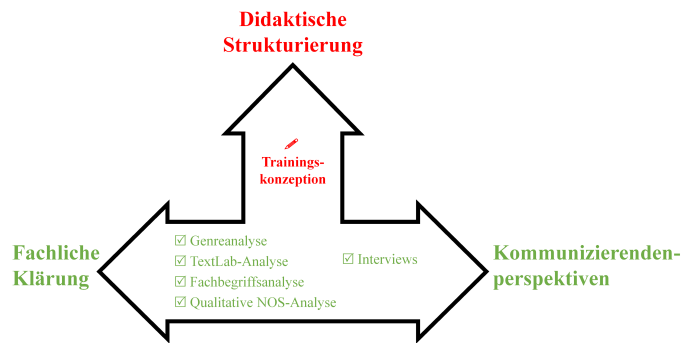 Didaktische
Strukturierung
Trainings-
konzeption
Fachliche
Klärung
☑ Genreanalyse
☑ TextLab-Analyse
☑ Fachbegriffsanalyse
☑ Qualitative NOS-Analyse
☑ Interviews
Kommunizierenden-
perspektiven